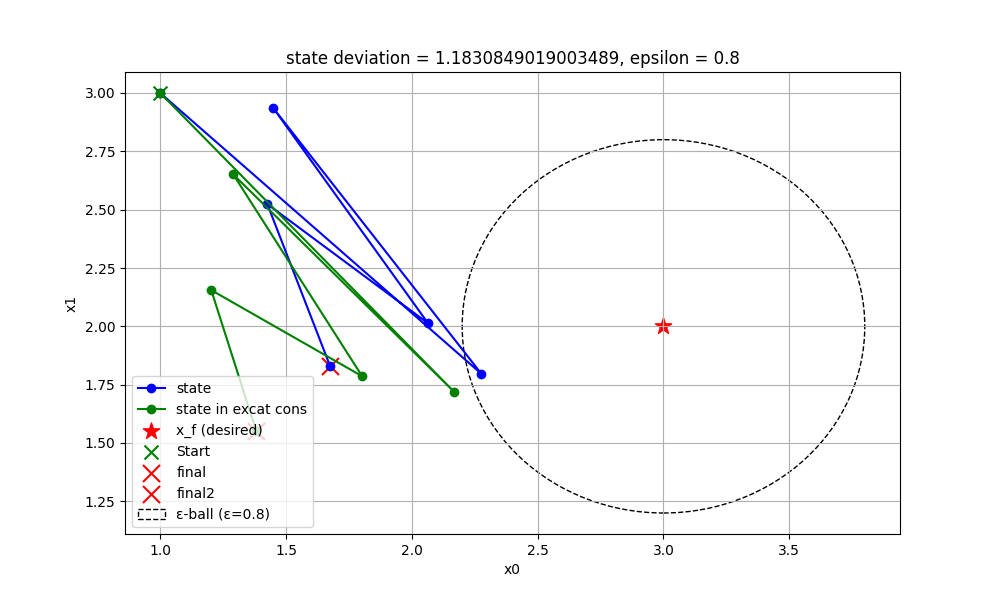 state deviation = 1.1830849019003489, epsilon = 0.8
3.00
2.75
2.50
2.25
2.00
1.75
1.50
1.25
x1
state
state in excat cons
x_f (desired)
Start
final
final2
ε-ball (ε=0.8)
1.0 1.5 2.0 2.5 3.0 3.5
x0